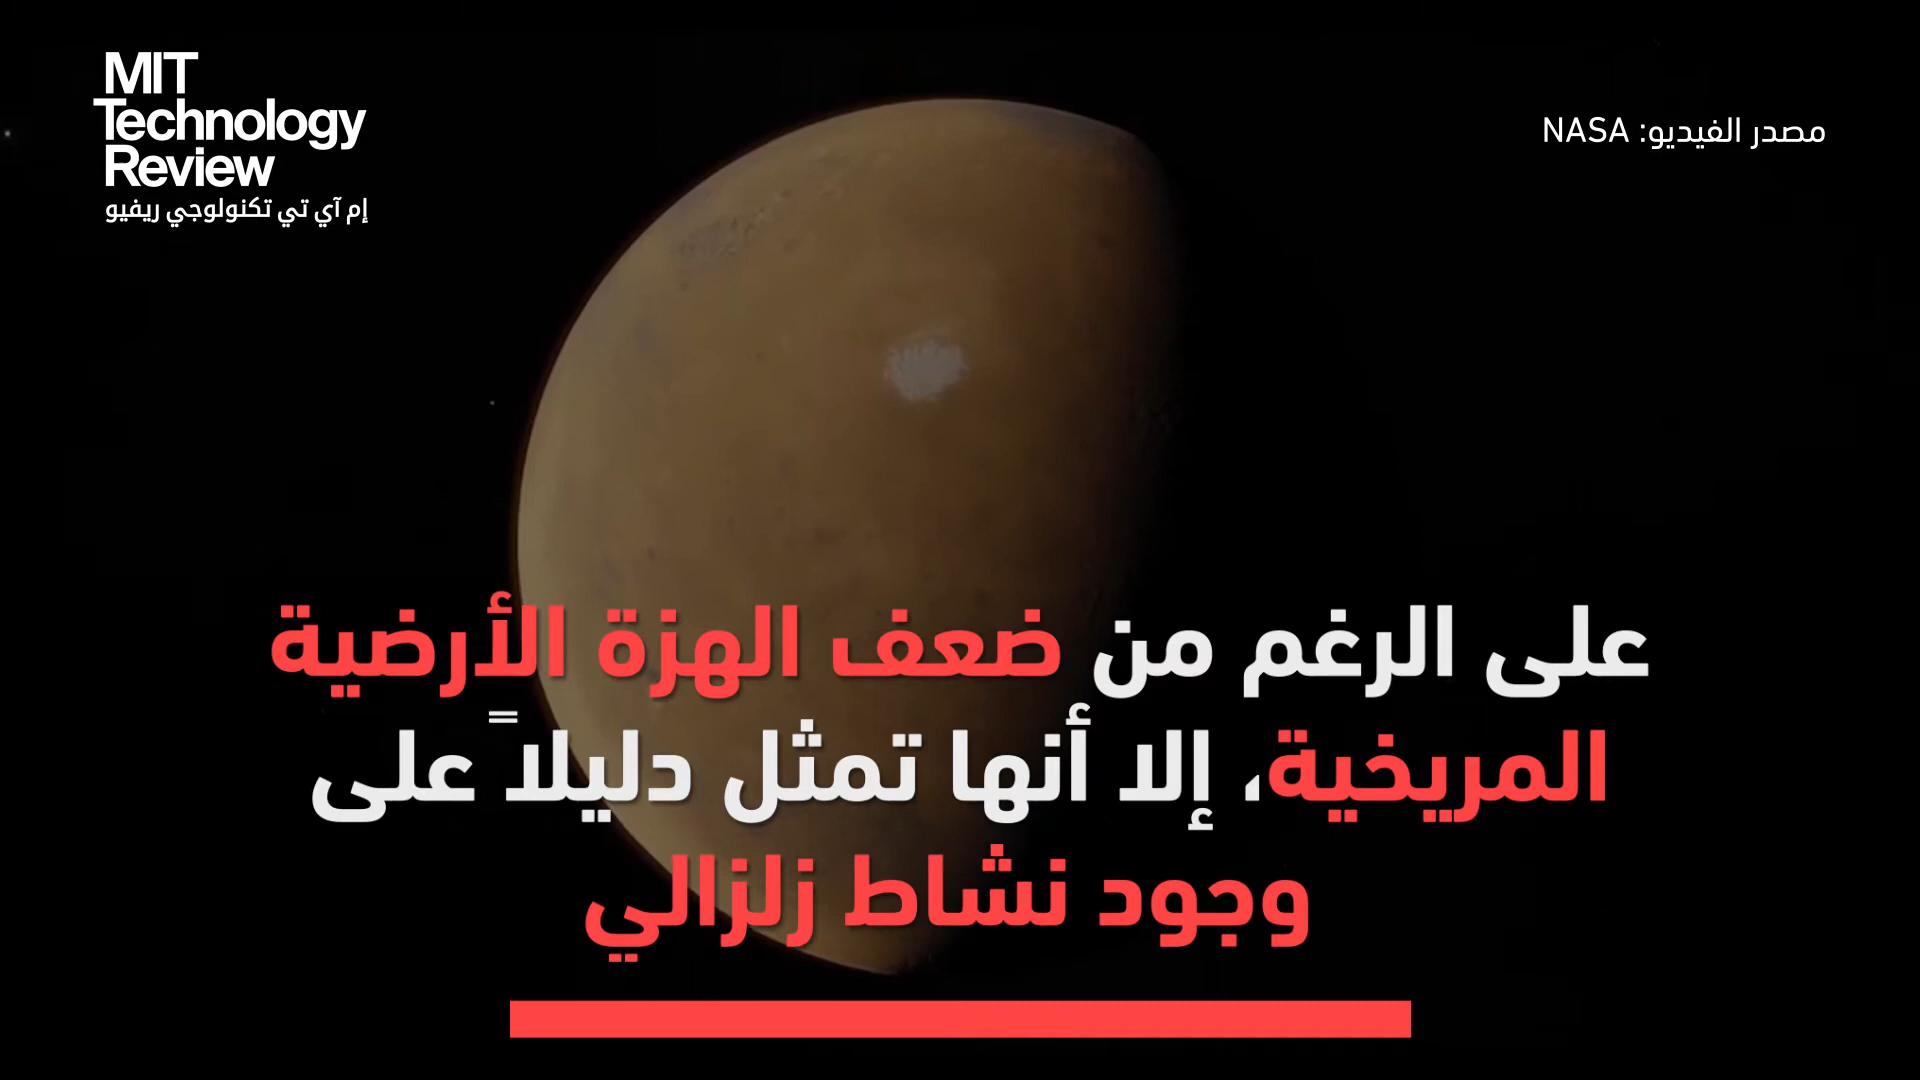 MIT
Technology
Review
إم آي تي تكنولوجي ريفيو
مصدر الفيديو: NASA
على الرغم من ضعف الهزة الأرضية
المريخية، إلا أنها تمثل دليلاً على
وجود نشاط زلزالي